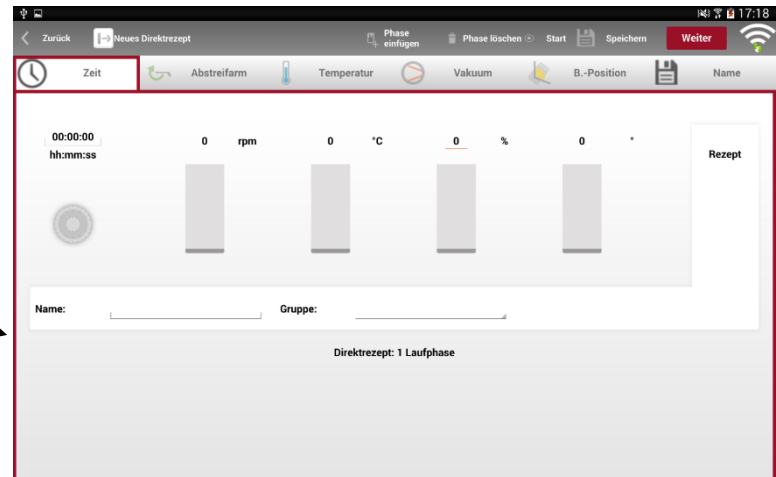 17:18
Zurück Neues Direktrezept Phase einfügen Phase löschen Start Speichern Weiter
Zeit Abstreifarm Temperatur Vakuum B.-Position Name
00:00:00 0 rpm 0 °C 0 % 0 °
hh:mm:ss
Rezept
Name: Gruppe:
Direktrezept: 1 Laufphase